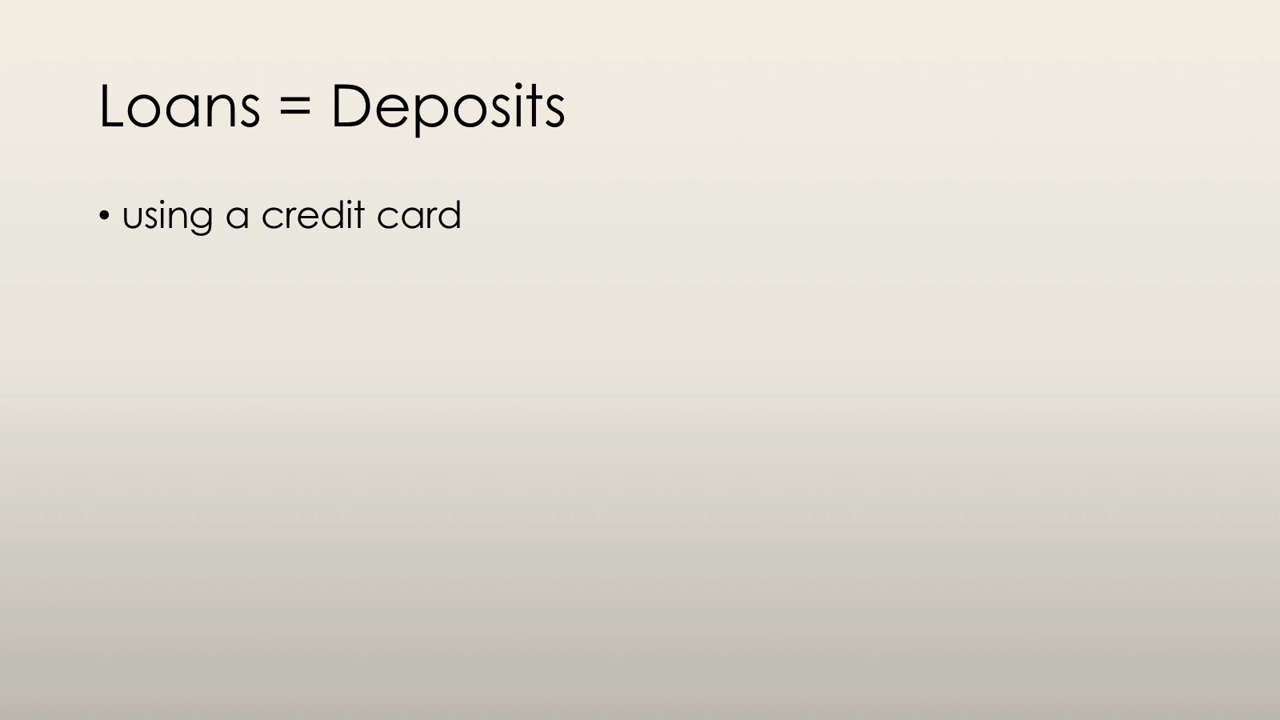 Loans = Deposits
• using a credit card